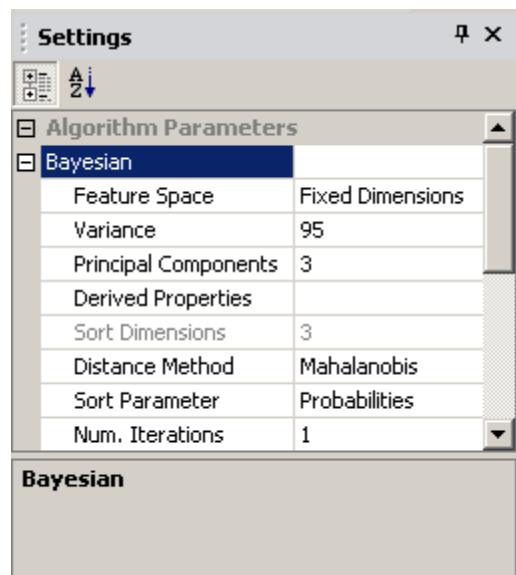 Settings
A
Z
Algorithm Parameters
Bayesian
Feature Space Fixed Dimensions
Variance 95
Principal Components 3
Derived Properties
Sort Dimensions 3
Distance Method Mahalanobis
Sort Parameter Probabilities
Num. Iterations 1
Bayesian